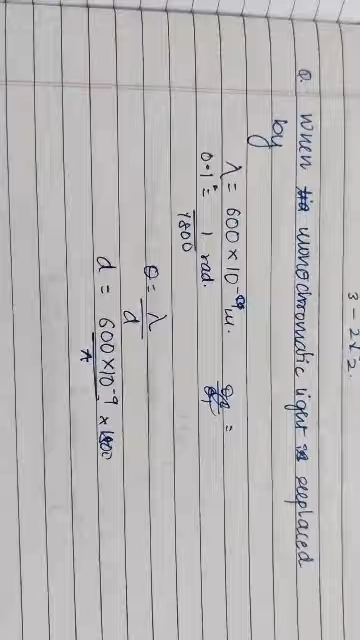 3 - 2√2.
Q. When monochromatic light is replaced
by
λ = 600 × 10⁻⁹ m. =
0.1° = 1/1800 rad.
θ = λ/d
d = 600×10⁻⁹ × 1800